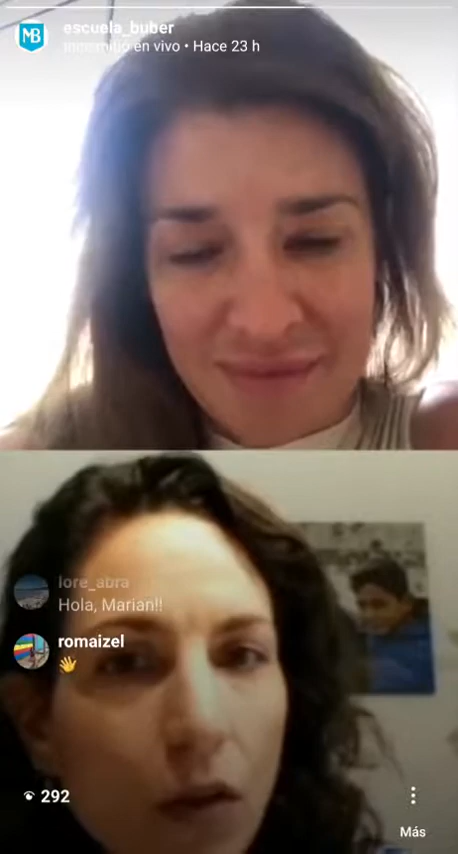 MB
escuela_buber
transmitió en vivo • Hace 23 h
lore_abra
Hola, Marian!!
romaizel
👋
292
Más